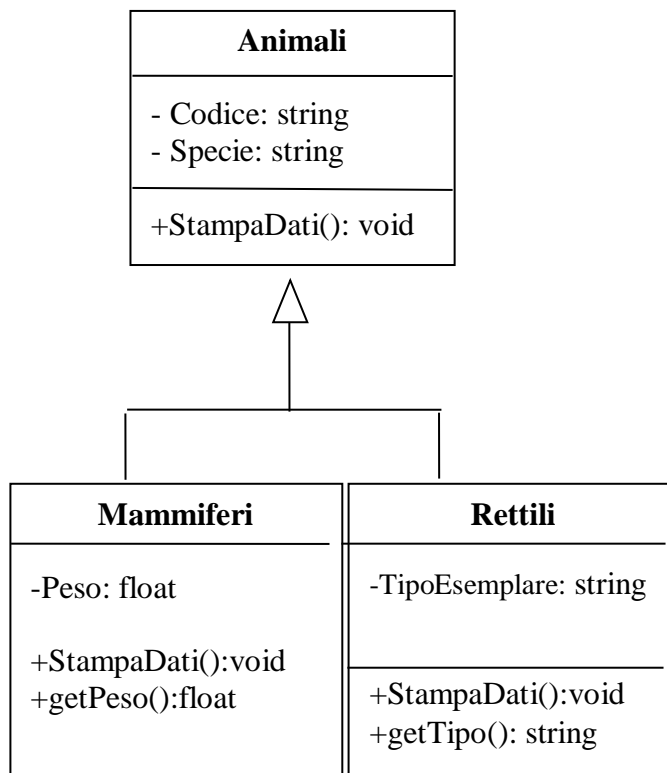 Animali
- Codice: string
- Specie: string
+StampaDati(): void
Mammiferi
-Peso: float
+StampaDati():void
+getPeso():float
Rettili
-TipoEsemplare: string
+StampaDati():void
+getTipo(): string